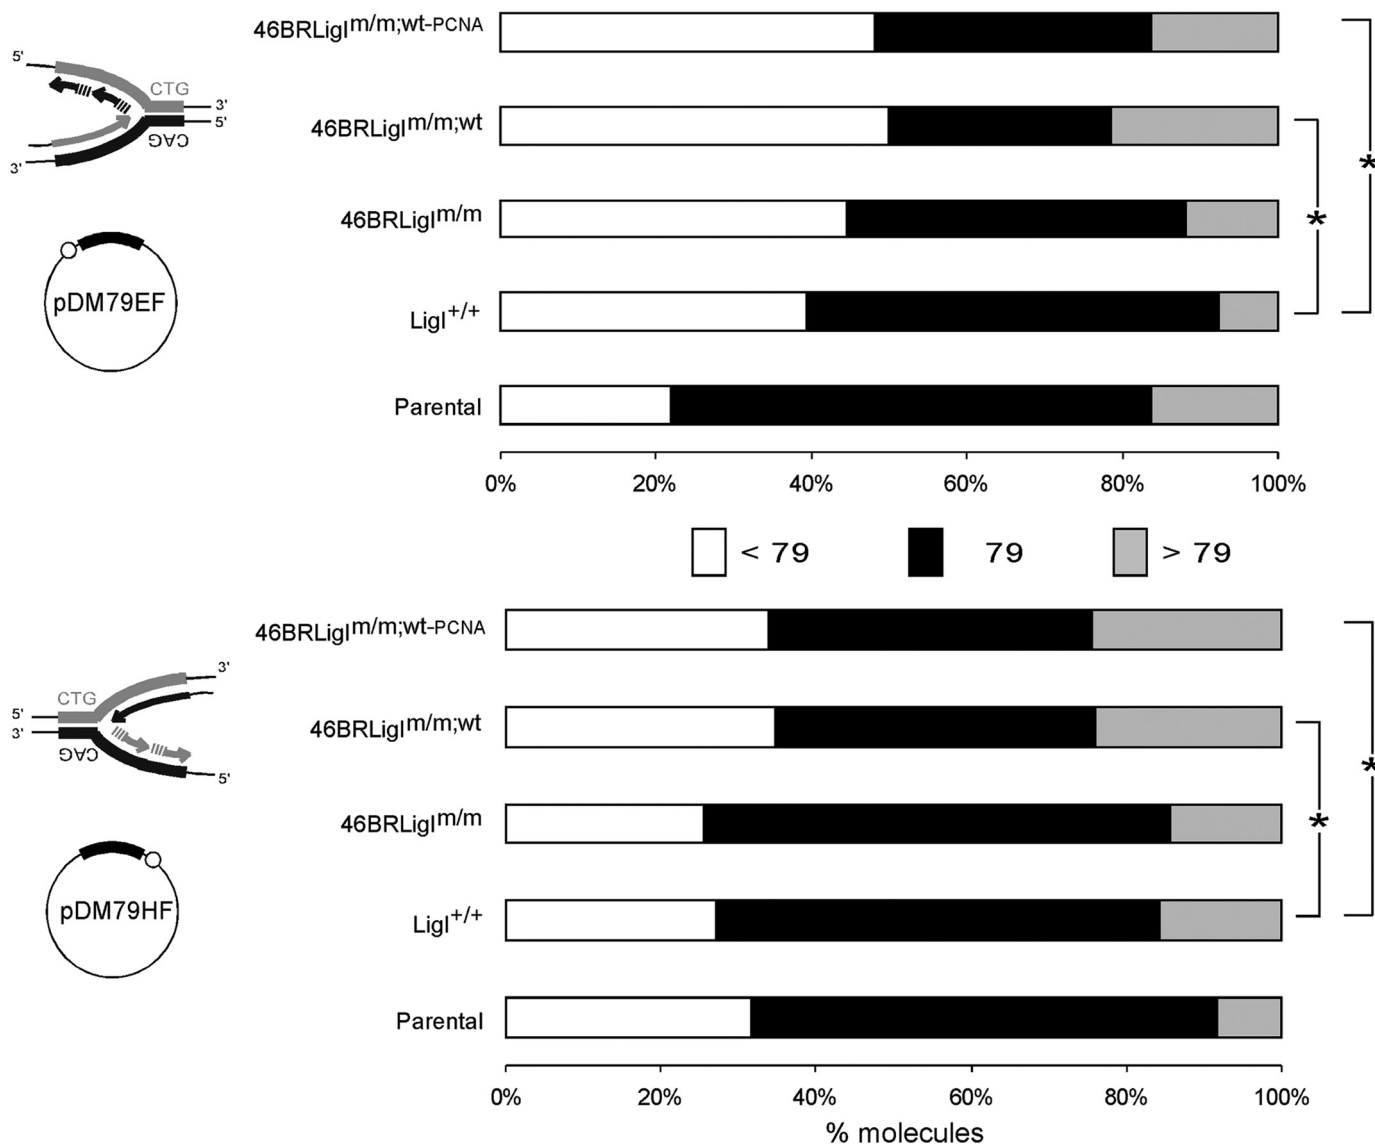 46BRLigI^m/m;wt-PCNA
5'
CTG
3'
5'
CAG
3'
46BRLigI^m/m;wt
*
*
46BRLigI^m/m
pDM79EF
LigI^+/+
Parental
0% 20% 40% 60% 80% 100%
< 79 79 > 79
46BRLigI^m/m;wt-PCNA
3'
CTG
5'
3'
CAG
5'
46BRLigI^m/m;wt
*
*
46BRLigI^m/m
pDM79HF
LigI^+/+
Parental
0% 20% 40% 60% 80% 100%
% molecules